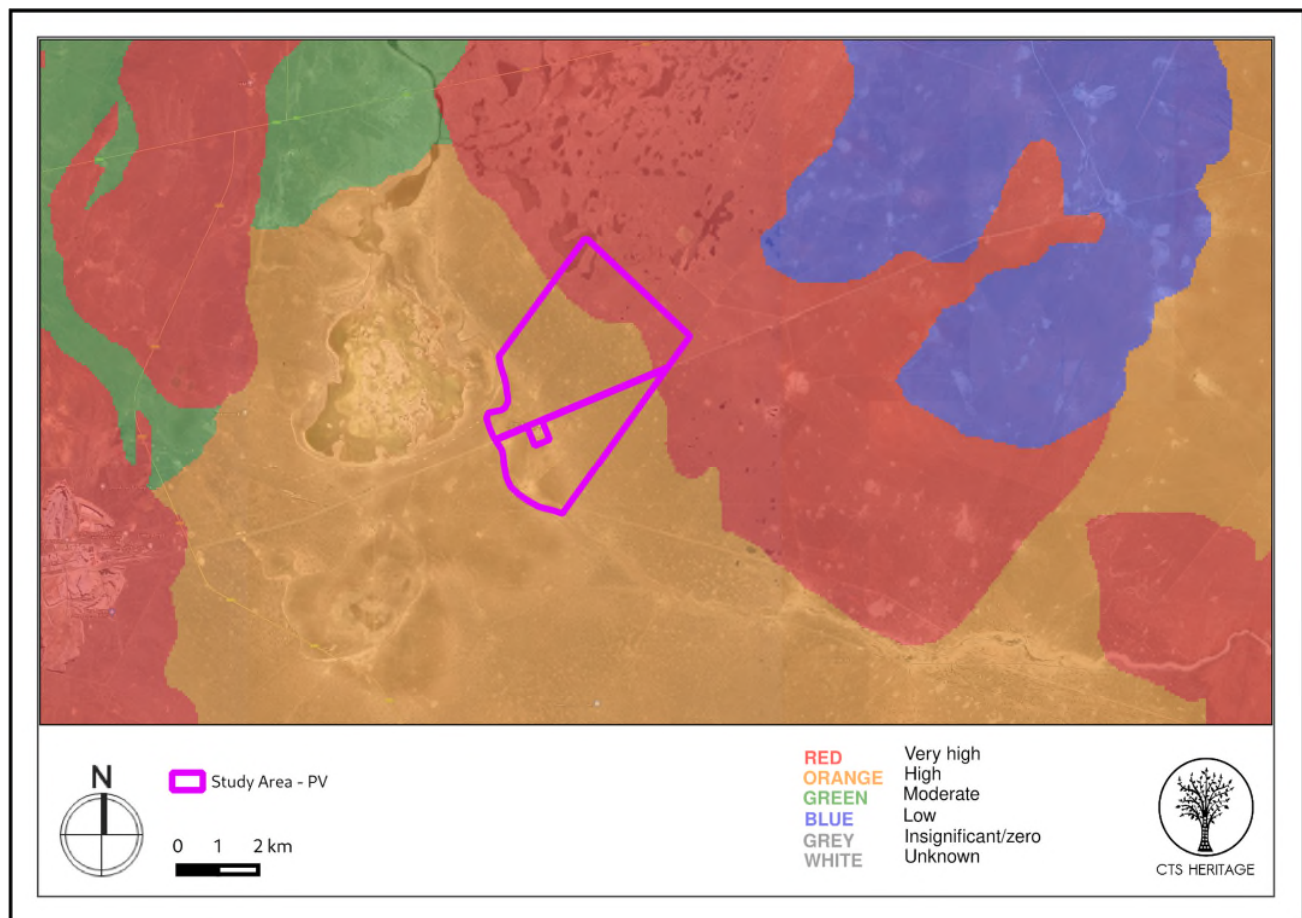 N
Study Area - PV
0 1 2 km
RED Very high
ORANGE High
GREEN Moderate
BLUE Low
GREY Insignificant/zero
WHITE Unknown
CTS HERITAGE